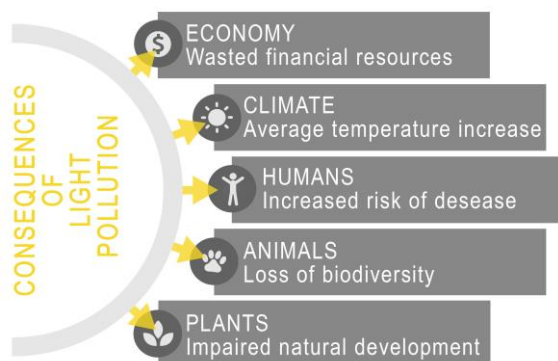 CONSEQUENCES
OF
LIGHT
POLLUTION
$
ECONOMY
Wasted financial resources
CLIMATE
Average temperature increase
HUMANS
Increased risk of desease
ANIMALS
Loss of biodiversity
PLANTS
Impaired natural development